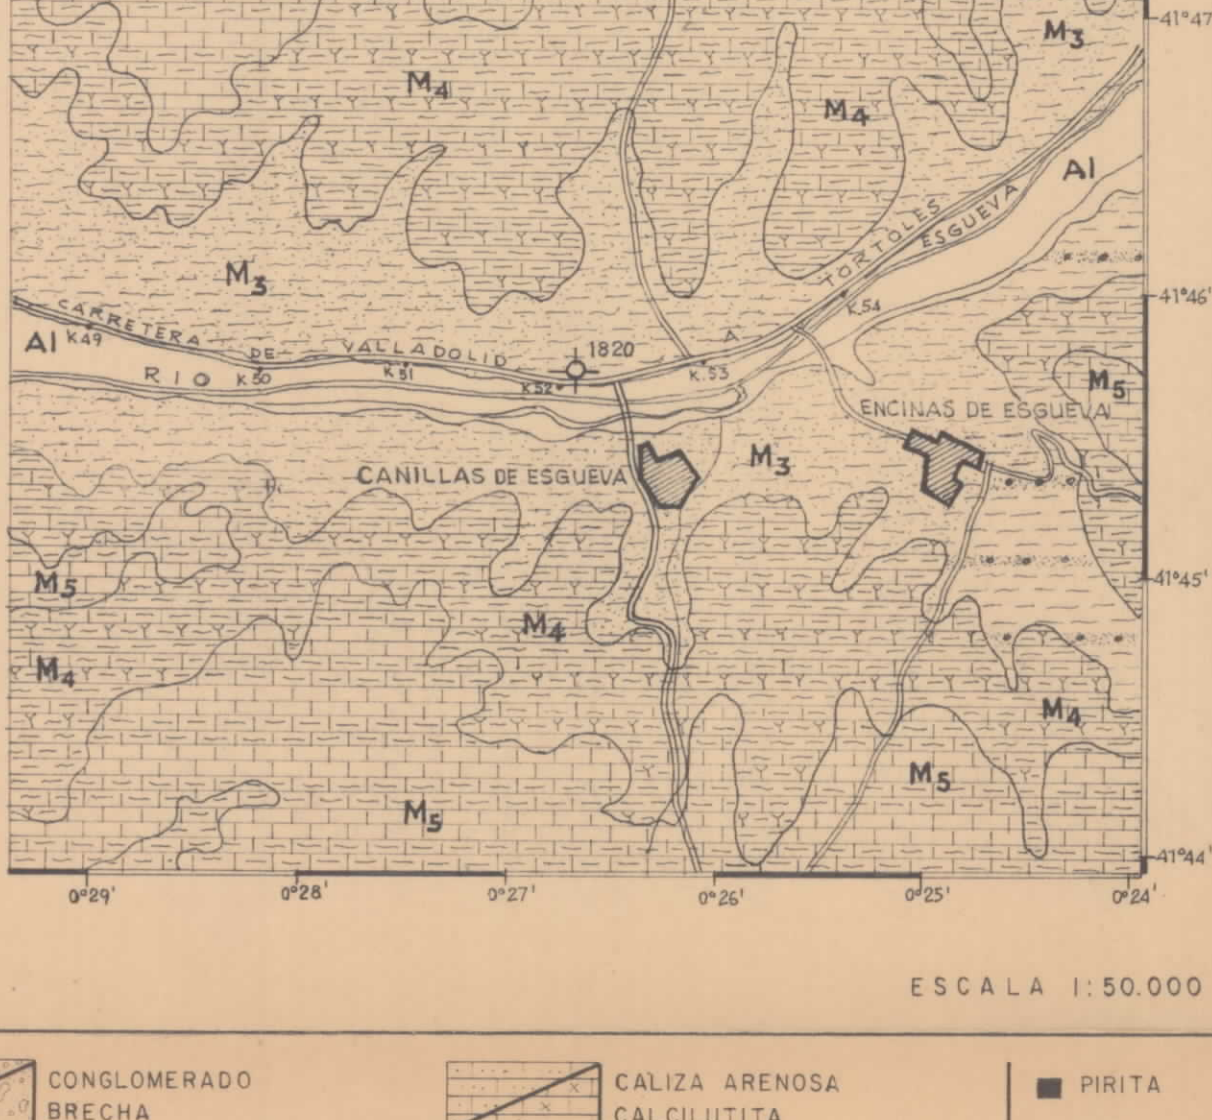 41°47
M3
M4
M4
Al
TORTOLES
ESGUEVA
M3
41°46'
K.54
CARRETERA DE VALLADOLID A
Al
K49
1820
RIO
K50
K51
K52
K.53
M5
ENCINAS DE ESGUEVA
M3
CANILLAS DE ESGUEVA
41°45'
M5
M4
M4
M4
M5
M5
41°44'
0°29'
0°28'
0°27'
0°26'
0°25'
0°24'
ESCALA 1:50.000
CONGLOMERADO
BRECHA
CALIZA ARENOSA
CALCILUTITA
PIRITA